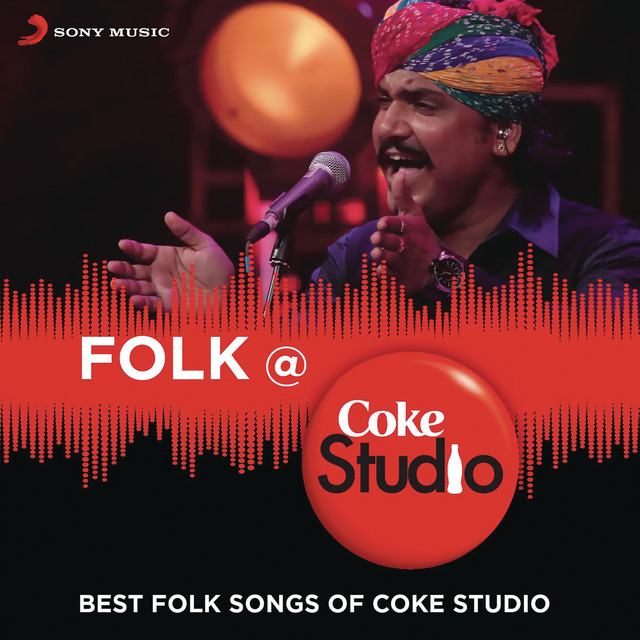 SONY MUSIC
FOLK @
Coke
Studio
BEST FOLK SONGS OF COKE STUDIO